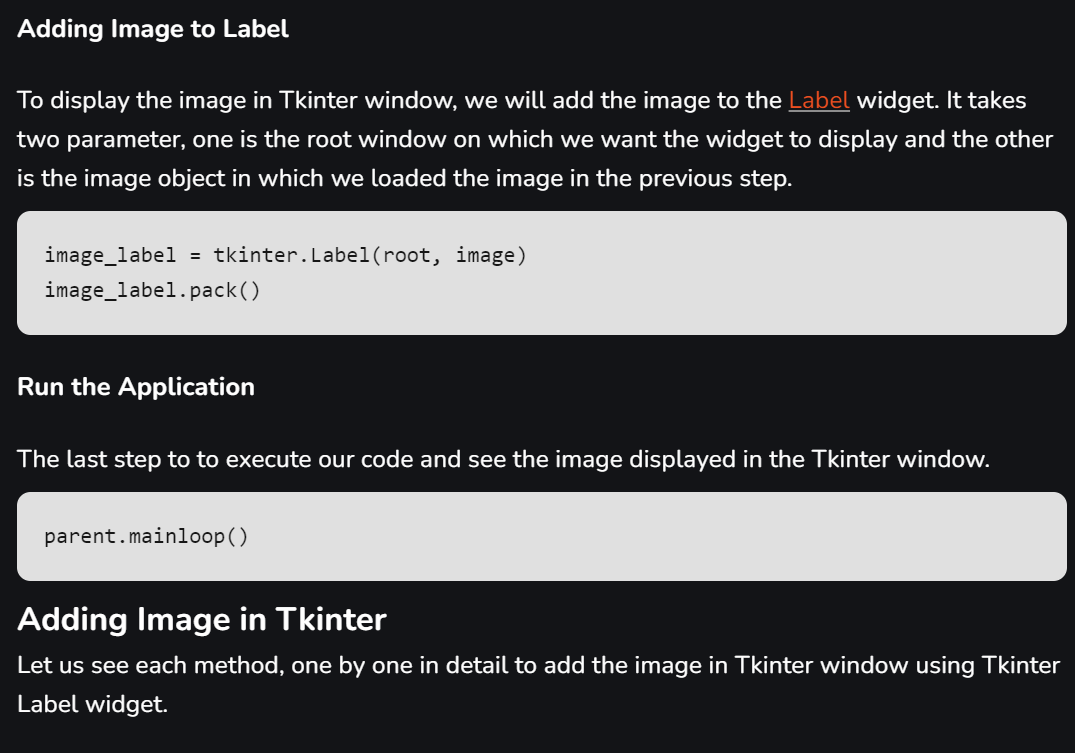 Adding Image to Label
To display the image in Tkinter window, we will add the image to the Label widget. It takes
two parameter, one is the root window on which we want the widget to display and the other
is the image object in which we loaded the image in the previous step.
image_label = tkinter.Label(root, image)
image_label.pack()
Run the Application
The last step to to execute our code and see the image displayed in the Tkinter window.
parent.mainloop()
Adding Image in Tkinter
Let us see each method, one by one in detail to add the image in Tkinter window using Tkinter
Label widget.